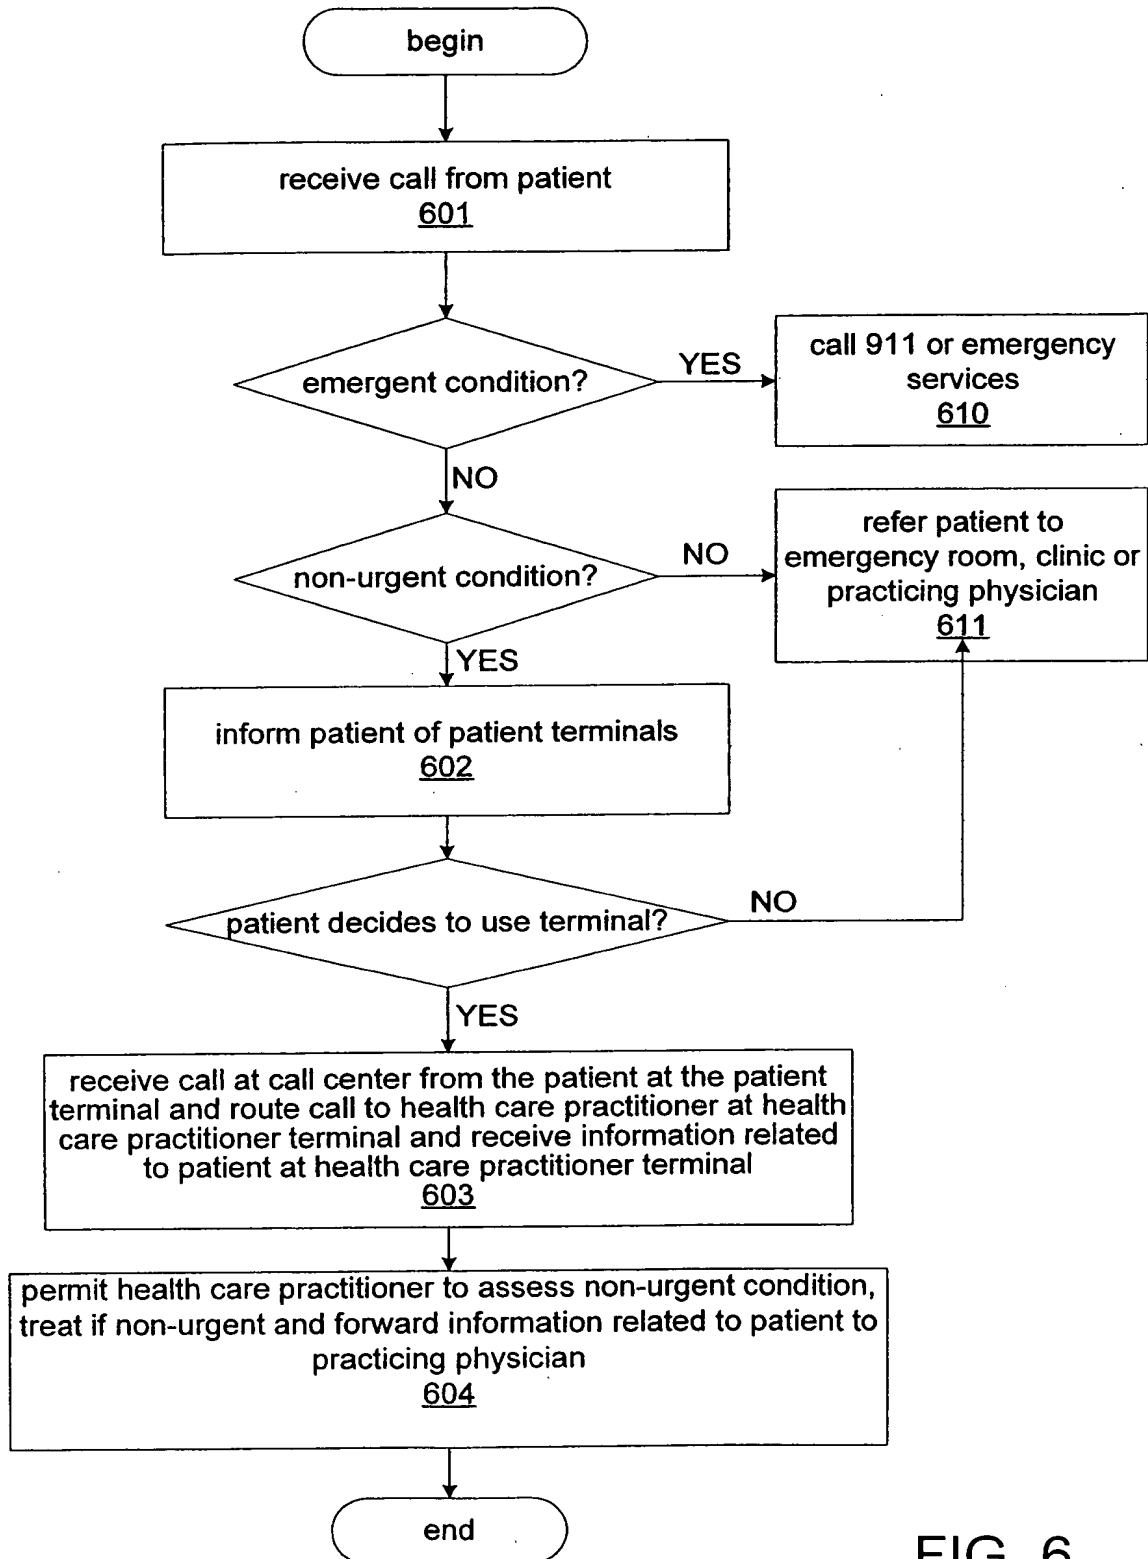 begin
receive call from patient
601
emergent condition?
YES
call 911 or emergency
services
610
NO
non-urgent condition?
NO
refer patient to
emergency room, clinic or
practicing physician
611
YES
inform patient of patient terminals
602
patient decides to use terminal?
NO
YES
receive call at call center from the patient at the patient
terminal and route call to health care practitioner at health
care practitioner terminal and receive information related
to patient at health care practitioner terminal
603
permit health care practitioner to assess non-urgent condition,
treat if non-urgent and forward information related to patient to
practicing physician
604
end
FIG. 6